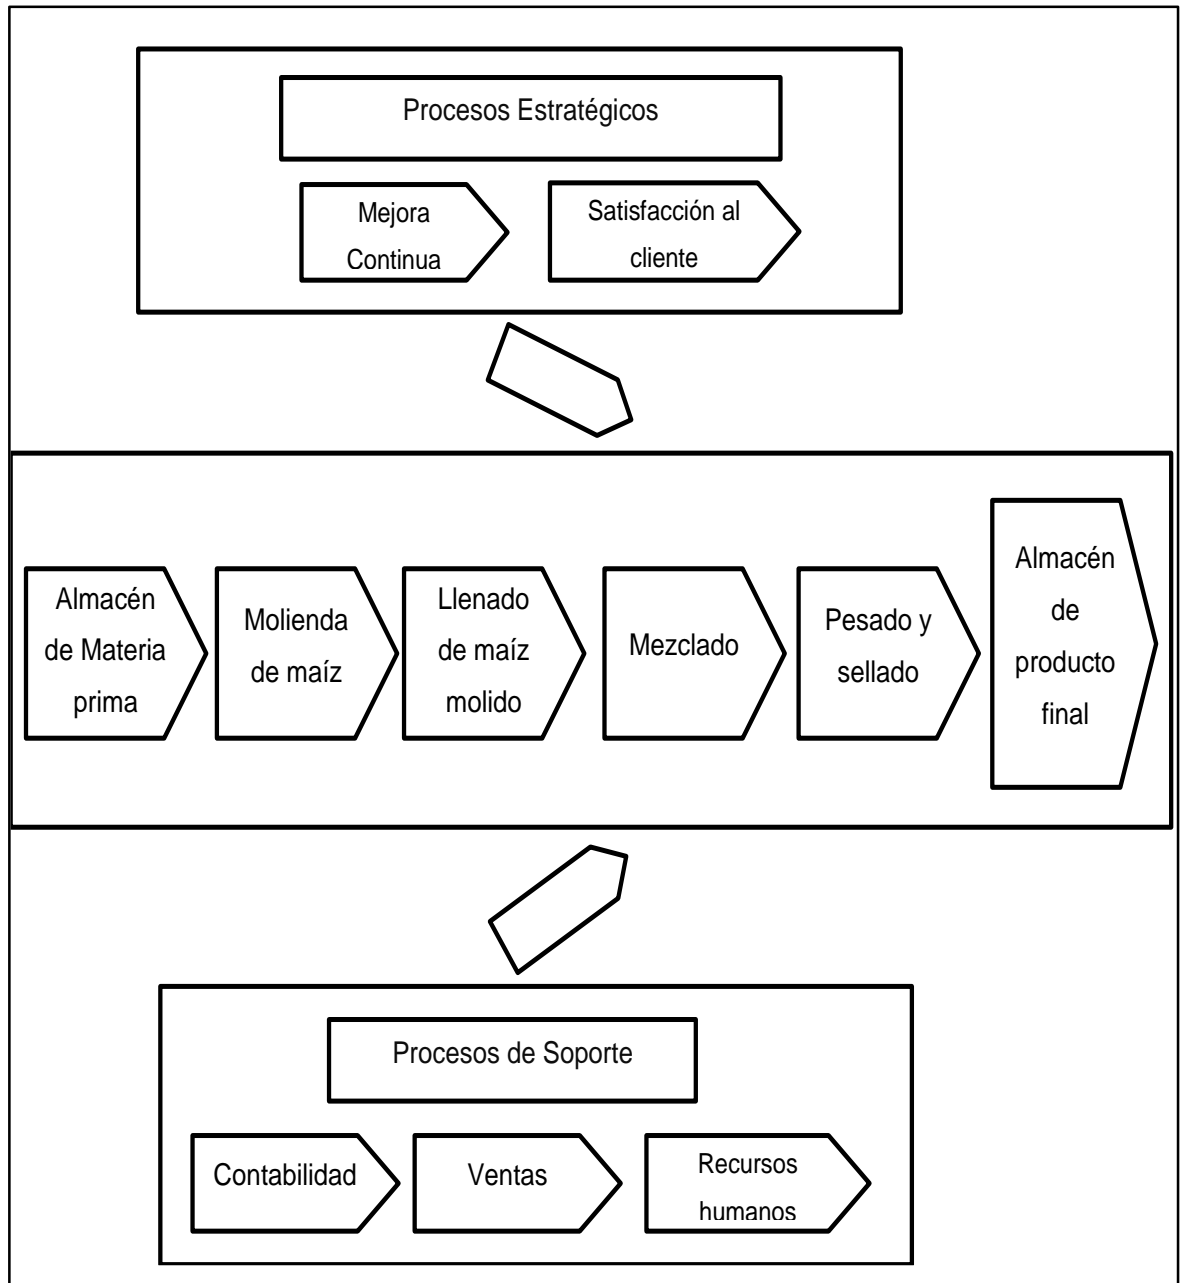 Procesos Estratégicos
Mejora
Continua
Satisfacción al
cliente
Almacén
de Materia
prima
Molienda
de maíz
Llenado
de maíz
molido
Mezclado
Pesado y
sellado
Almacén
de
producto
final
Procesos de Soporte
Contabilidad
Ventas
Recursos
humanos